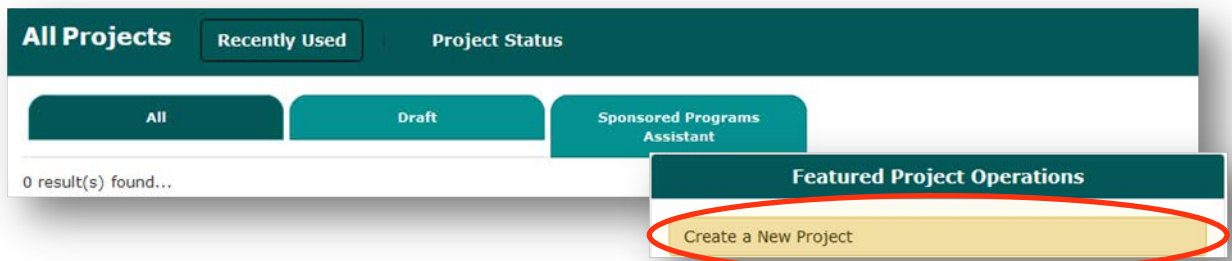 All Projects Recently Used Project Status
All Draft Sponsored Programs
Assistant
0 result(s) found...
Featured Project Operations
Create a New Project